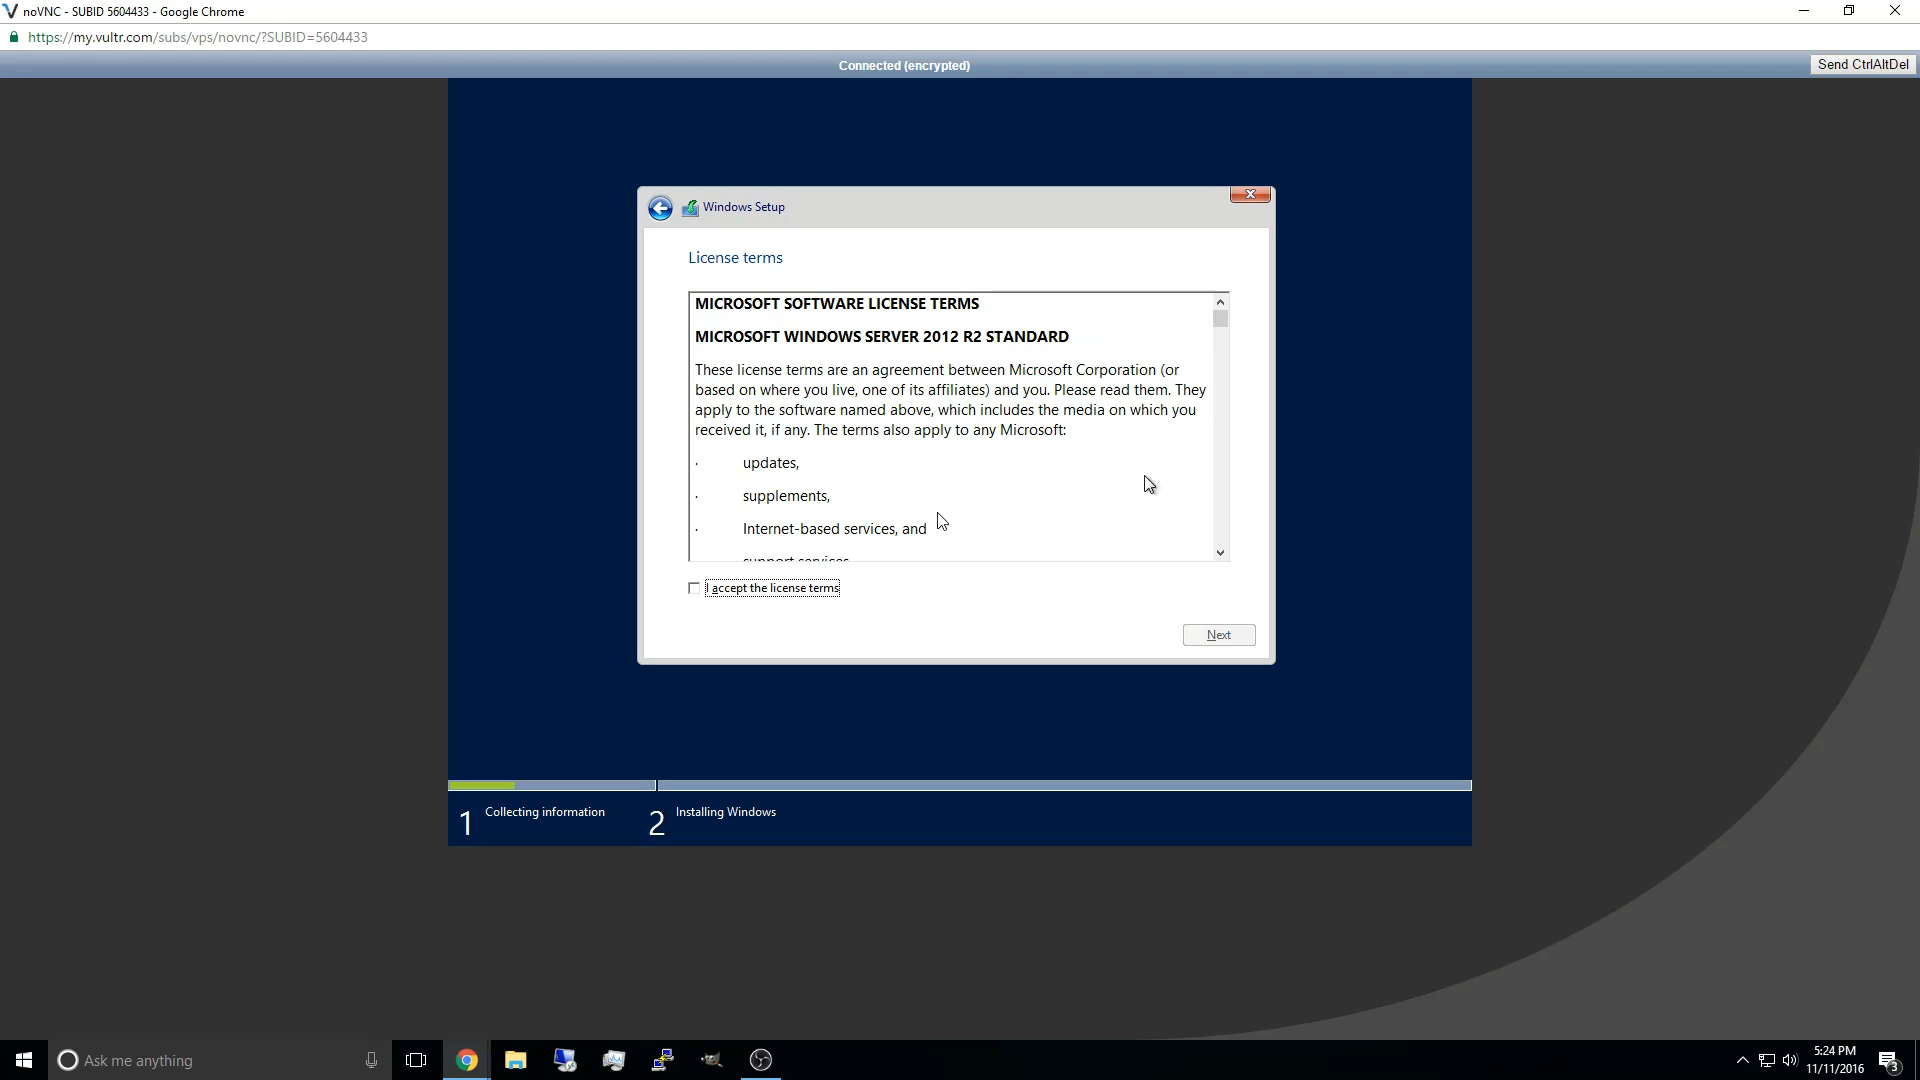 noVNC - SUBID 5604433 - Google Chrome
https://my.vultr.com/subs/vps/novnc/?SUBID=5604433
Connected (encrypted)
Send CtrlAltDel
Windows Setup
License terms
MICROSOFT SOFTWARE LICENSE TERMS
MICROSOFT WINDOWS SERVER 2012 R2 STANDARD
These license terms are an agreement between Microsoft Corporation (or
based on where you live, one of its affiliates) and you. Please read them. They
apply to the software named above, which includes the media on which you
received it, if any. The terms also apply to any Microsoft:
· updates,
· supplements,
· Internet-based services, and
support services
I accept the license terms
Next
1 Collecting information
2 Installing Windows
Ask me anything
5:24 PM
11/11/2016
3